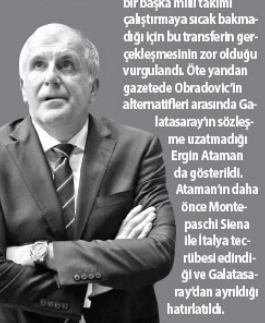 bir başka milli takımı
çalıştırmaya sıcak bakma-
dığı için bu transferin ger-
çekleşmesinin zor olduğu
vurgulandı. Öte yandan
gazetede Obradovic'in
alternatifleri arasında Ga-
latasaray'ın sözleş-
me uzatmadığı
Ergin Ataman
da gösterildi.
Ataman'ın daha
önce Monte-
paschi Siena
ile İtalya tec-
rübesi edindi-
ği ve Galatasa-
ray'dan ayrıldığı
hatırlatıldı.